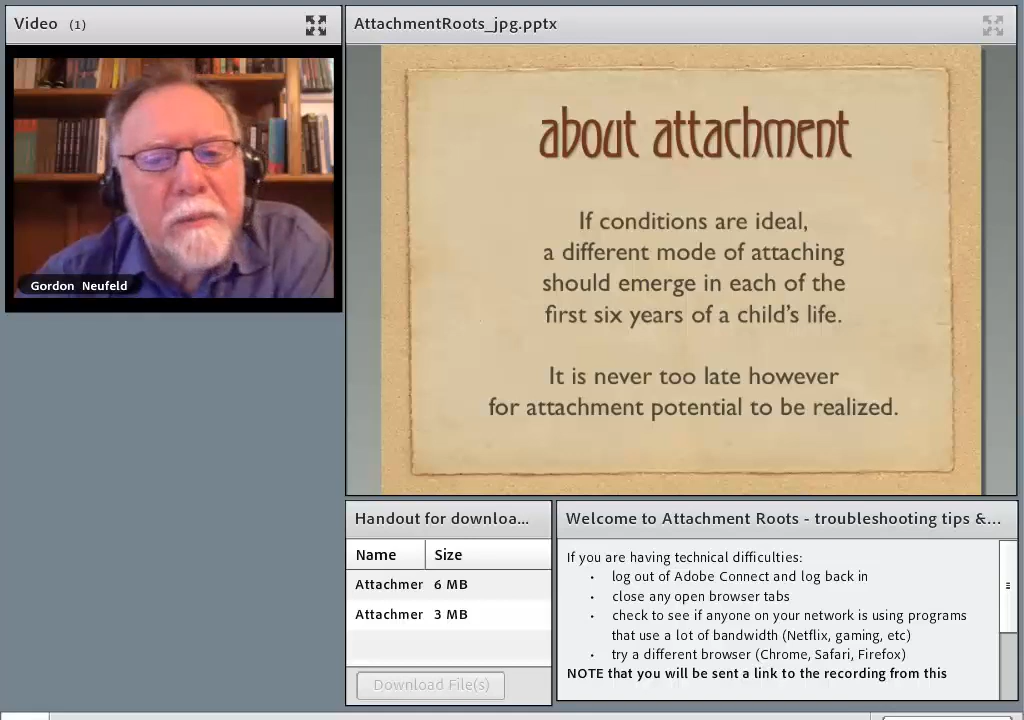 Video (1)
Gordon Neufeld
AttachmentRoots_jpg.pptx
about attachment
If conditions are ideal,
a different mode of attaching
should emerge in each of the
first six years of a child's life.
It is never too late however
for attachment potential to be realized.
Handout for downloa...
Name Size
Attachmer 6 MB
Attachmer 3 MB
Download File(s)
Welcome to Attachment Roots - troubleshooting tips &...
If you are having technical difficulties:
• log out of Adobe Connect and log back in
• close any open browser tabs
• check to see if anyone on your network is using programs
that use a lot of bandwidth (Netflix, gaming, etc)
• try a different browser (Chrome, Safari, Firefox)
NOTE that you will be sent a link to the recording from this